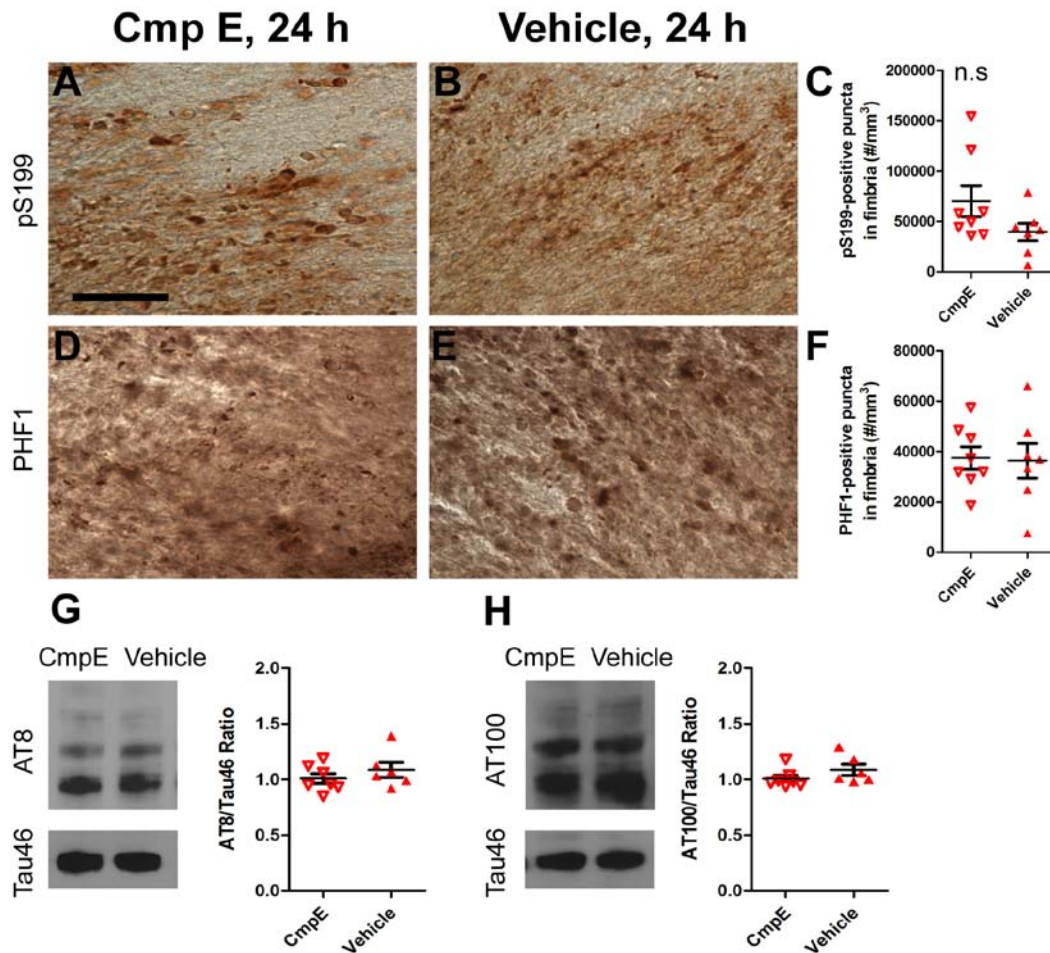 Cmp E, 24 h
Vehicle, 24 h
pS199
A
B
C
n.s
pS199-positive puncta
in fimbria (#/mm³)
200000
150000
100000
50000
0
CmpE
Vehicle
PHF1
D
E
F
PHF1-positive puncta
in fimbria (#/mm³)
80000
60000
40000
20000
0
CmpE
Vehicle
G
CmpE Vehicle
AT8
Tau46
AT8/Tau46 Ratio
2.0
1.5
1.0
0.5
0.0
CmpE
Vehicle
H
CmpE Vehicle
AT100
Tau46
AT100/Tau46 Ratio
2.0
1.5
1.0
0.5
0.0
CmpE
Vehicle